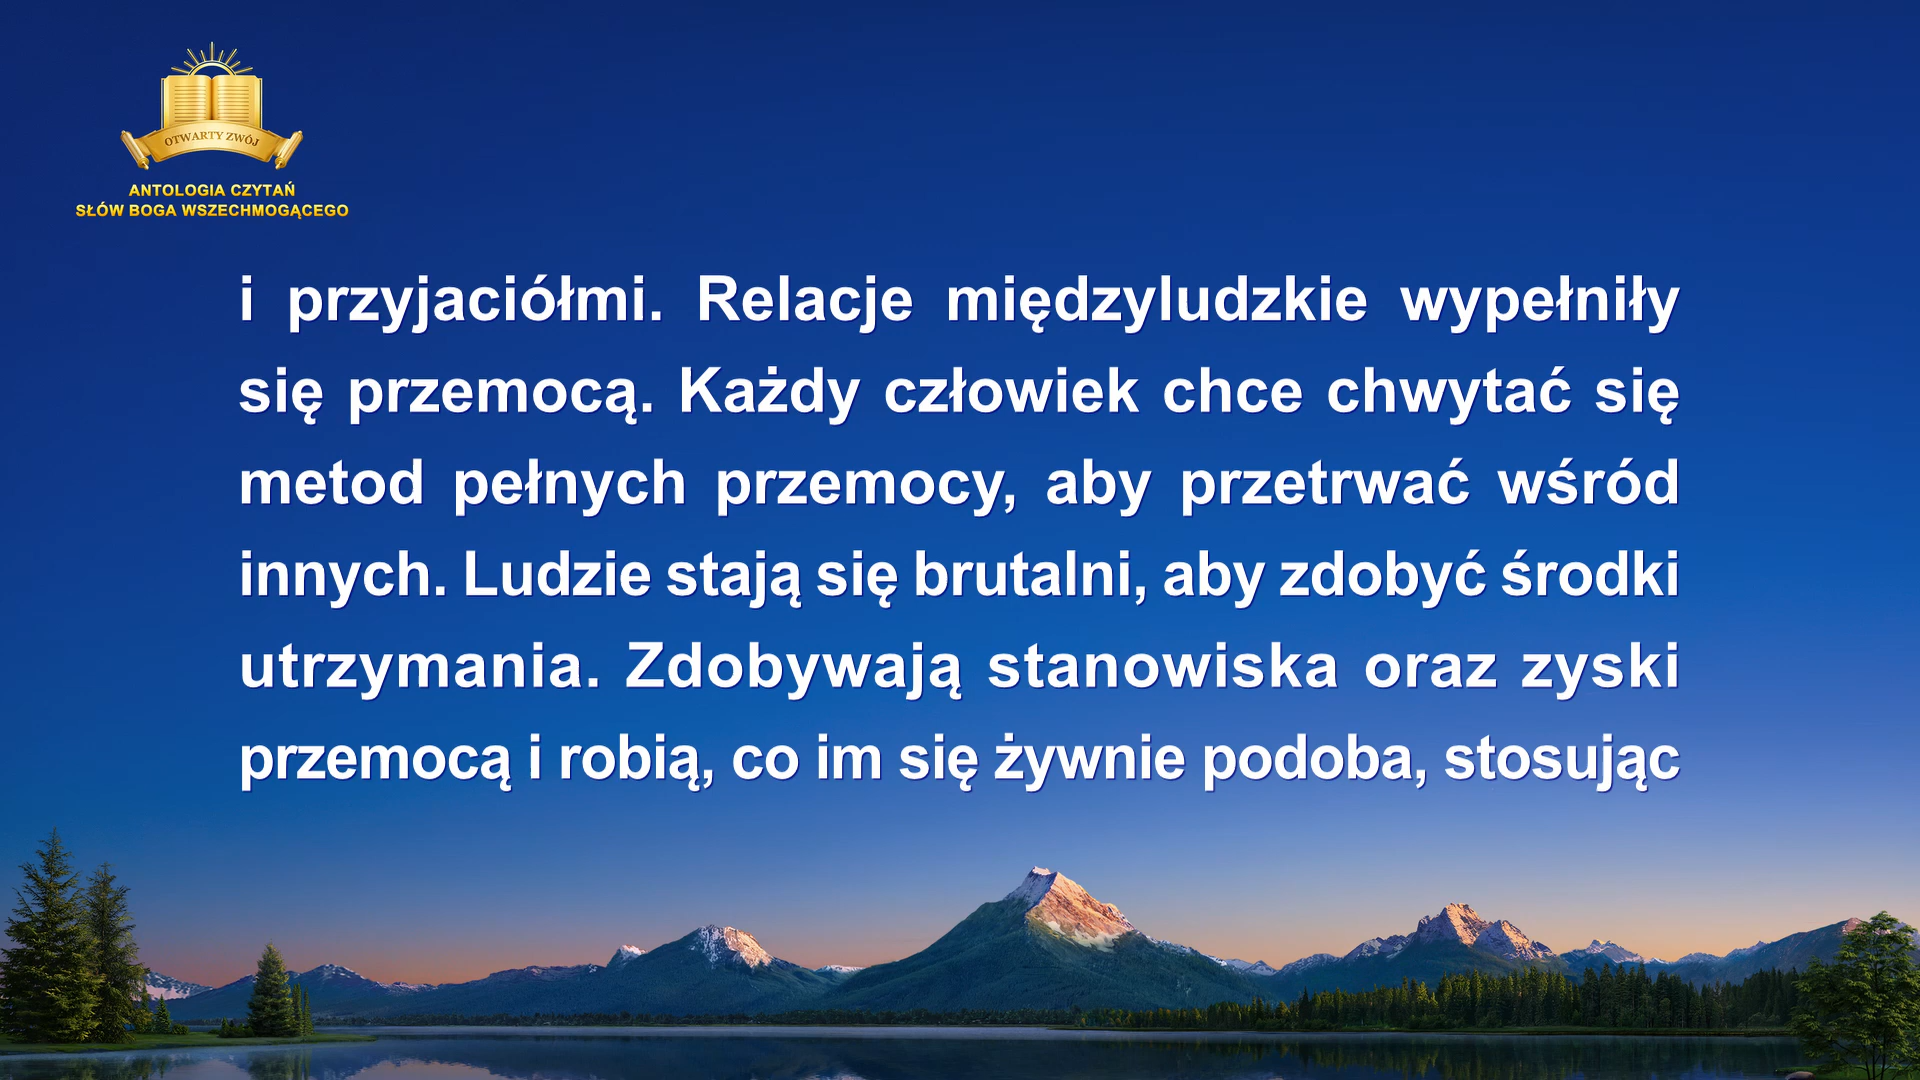 OTWARTY ZWÓJ
ANTOLOGIA CZYTAŃ
SŁÓW BOGA WSZECHMOGĄCEGO
i przyjaciółmi. Relacje międzyludzkie wypełniły
się przemocą. Każdy człowiek chce chwytać się
metod pełnych przemocy, aby przetrwać wśród
innych. Ludzie stają się brutalni, aby zdobyć środki
utrzymania. Zdobywają stanowiska oraz zyski
przemocą i robią, co im się żywnie podoba, stosując